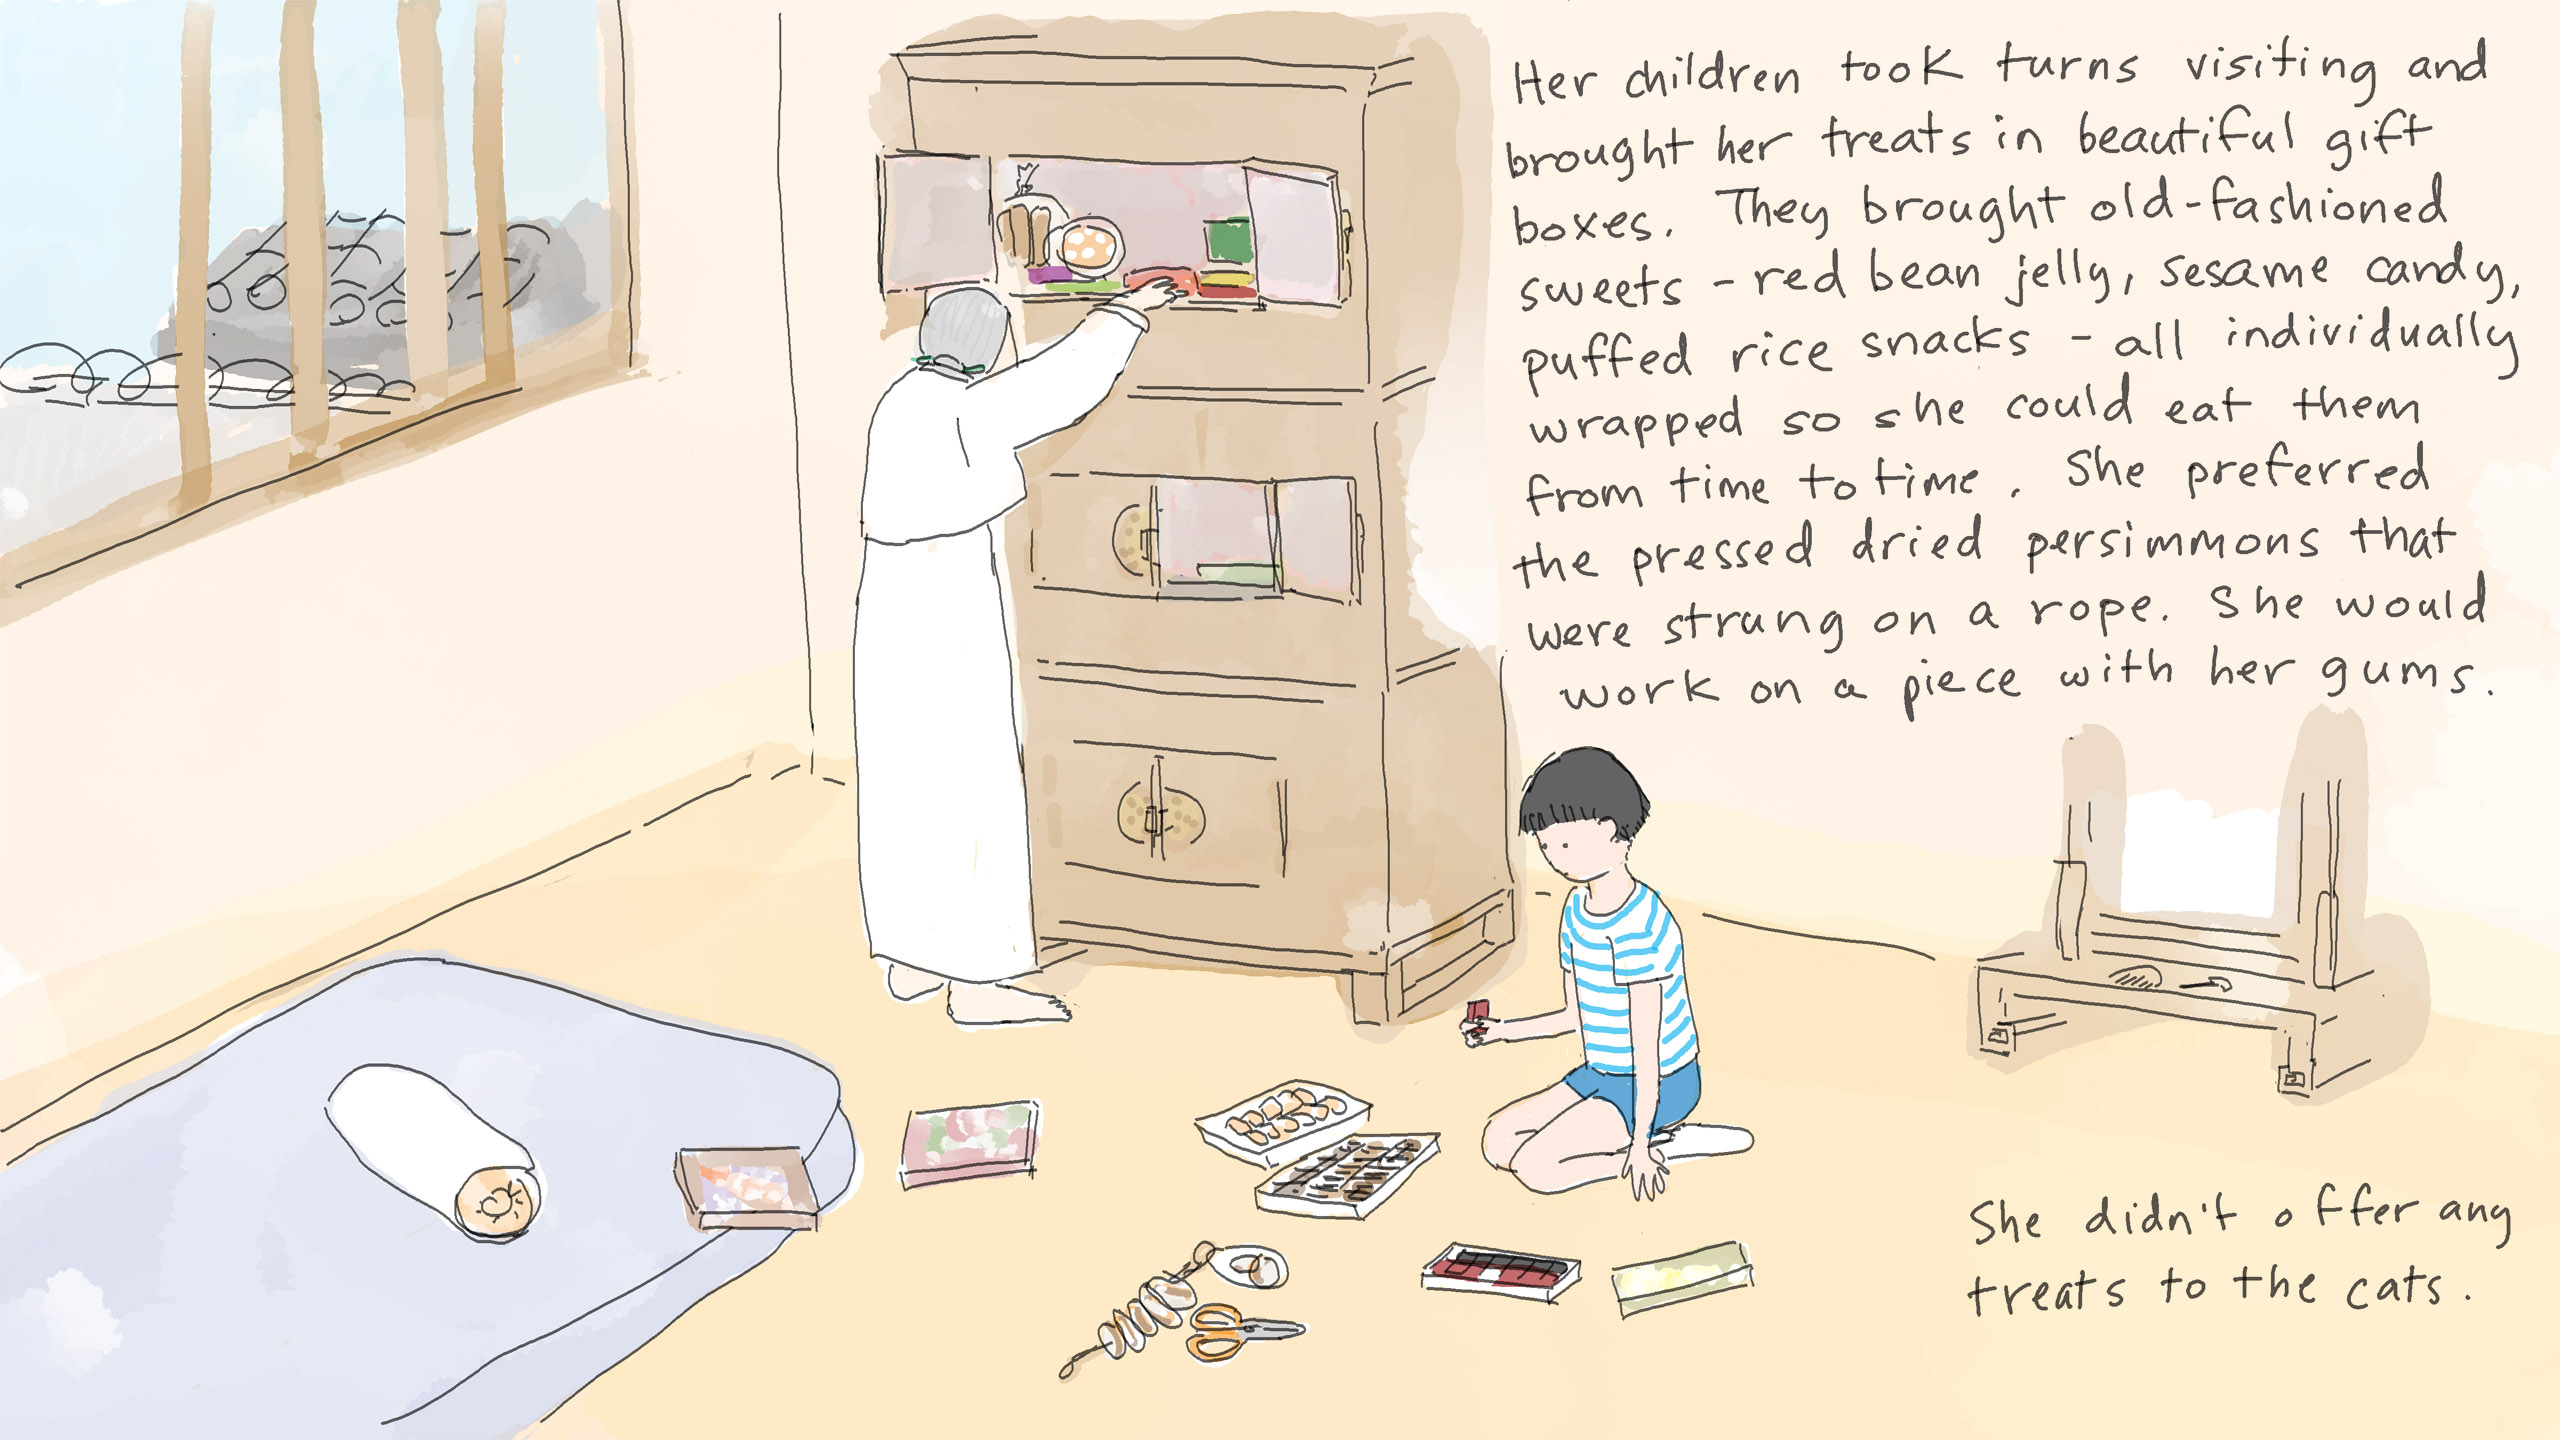 Her children took turns visiting and
brought her treats in beautiful gift
boxes. They brought old-fashioned
sweets - red bean jelly, sesame candy,
puffed rice snacks - all individually
wrapped so she could eat them
from time to time. She preferred
the pressed dried persimmons that
were strung on a rope. She would
work on a piece with her gums.
She didn't offer any
treats to the cats.